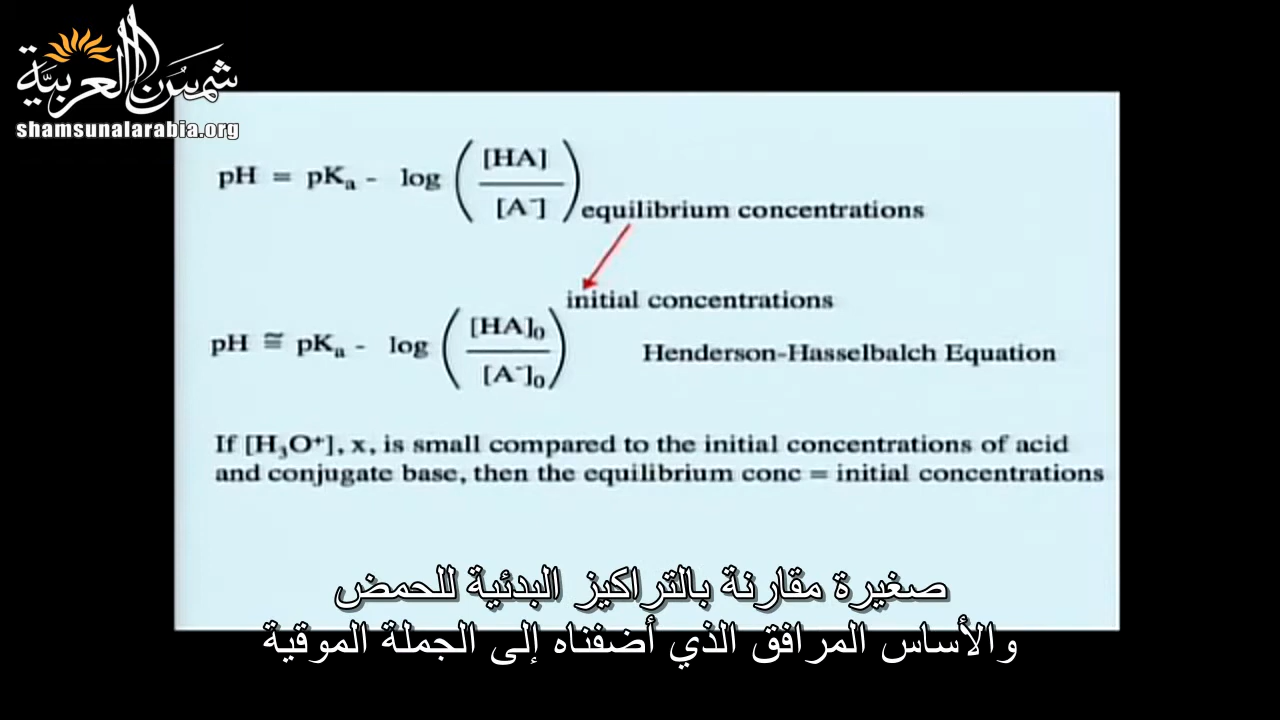 شمسُ العربيّة
shamsunalarabia.org
pH = pKₐ - log ([HA] / [A⁻]) equilibrium concentrations
initial concentrations
pH ≅ pKₐ - log ([HA]₀ / [A⁻]₀) Henderson-Hasselbalch Equation
If [H₃O⁺], x, is small compared to the initial concentrations of acid
and conjugate base, then the equilibrium conc = initial concentrations
صغيرة مقارنة بالتراكيز البدئية للحمض
والأساس المرافق الذي أضفناه إلى الجملة الموقية